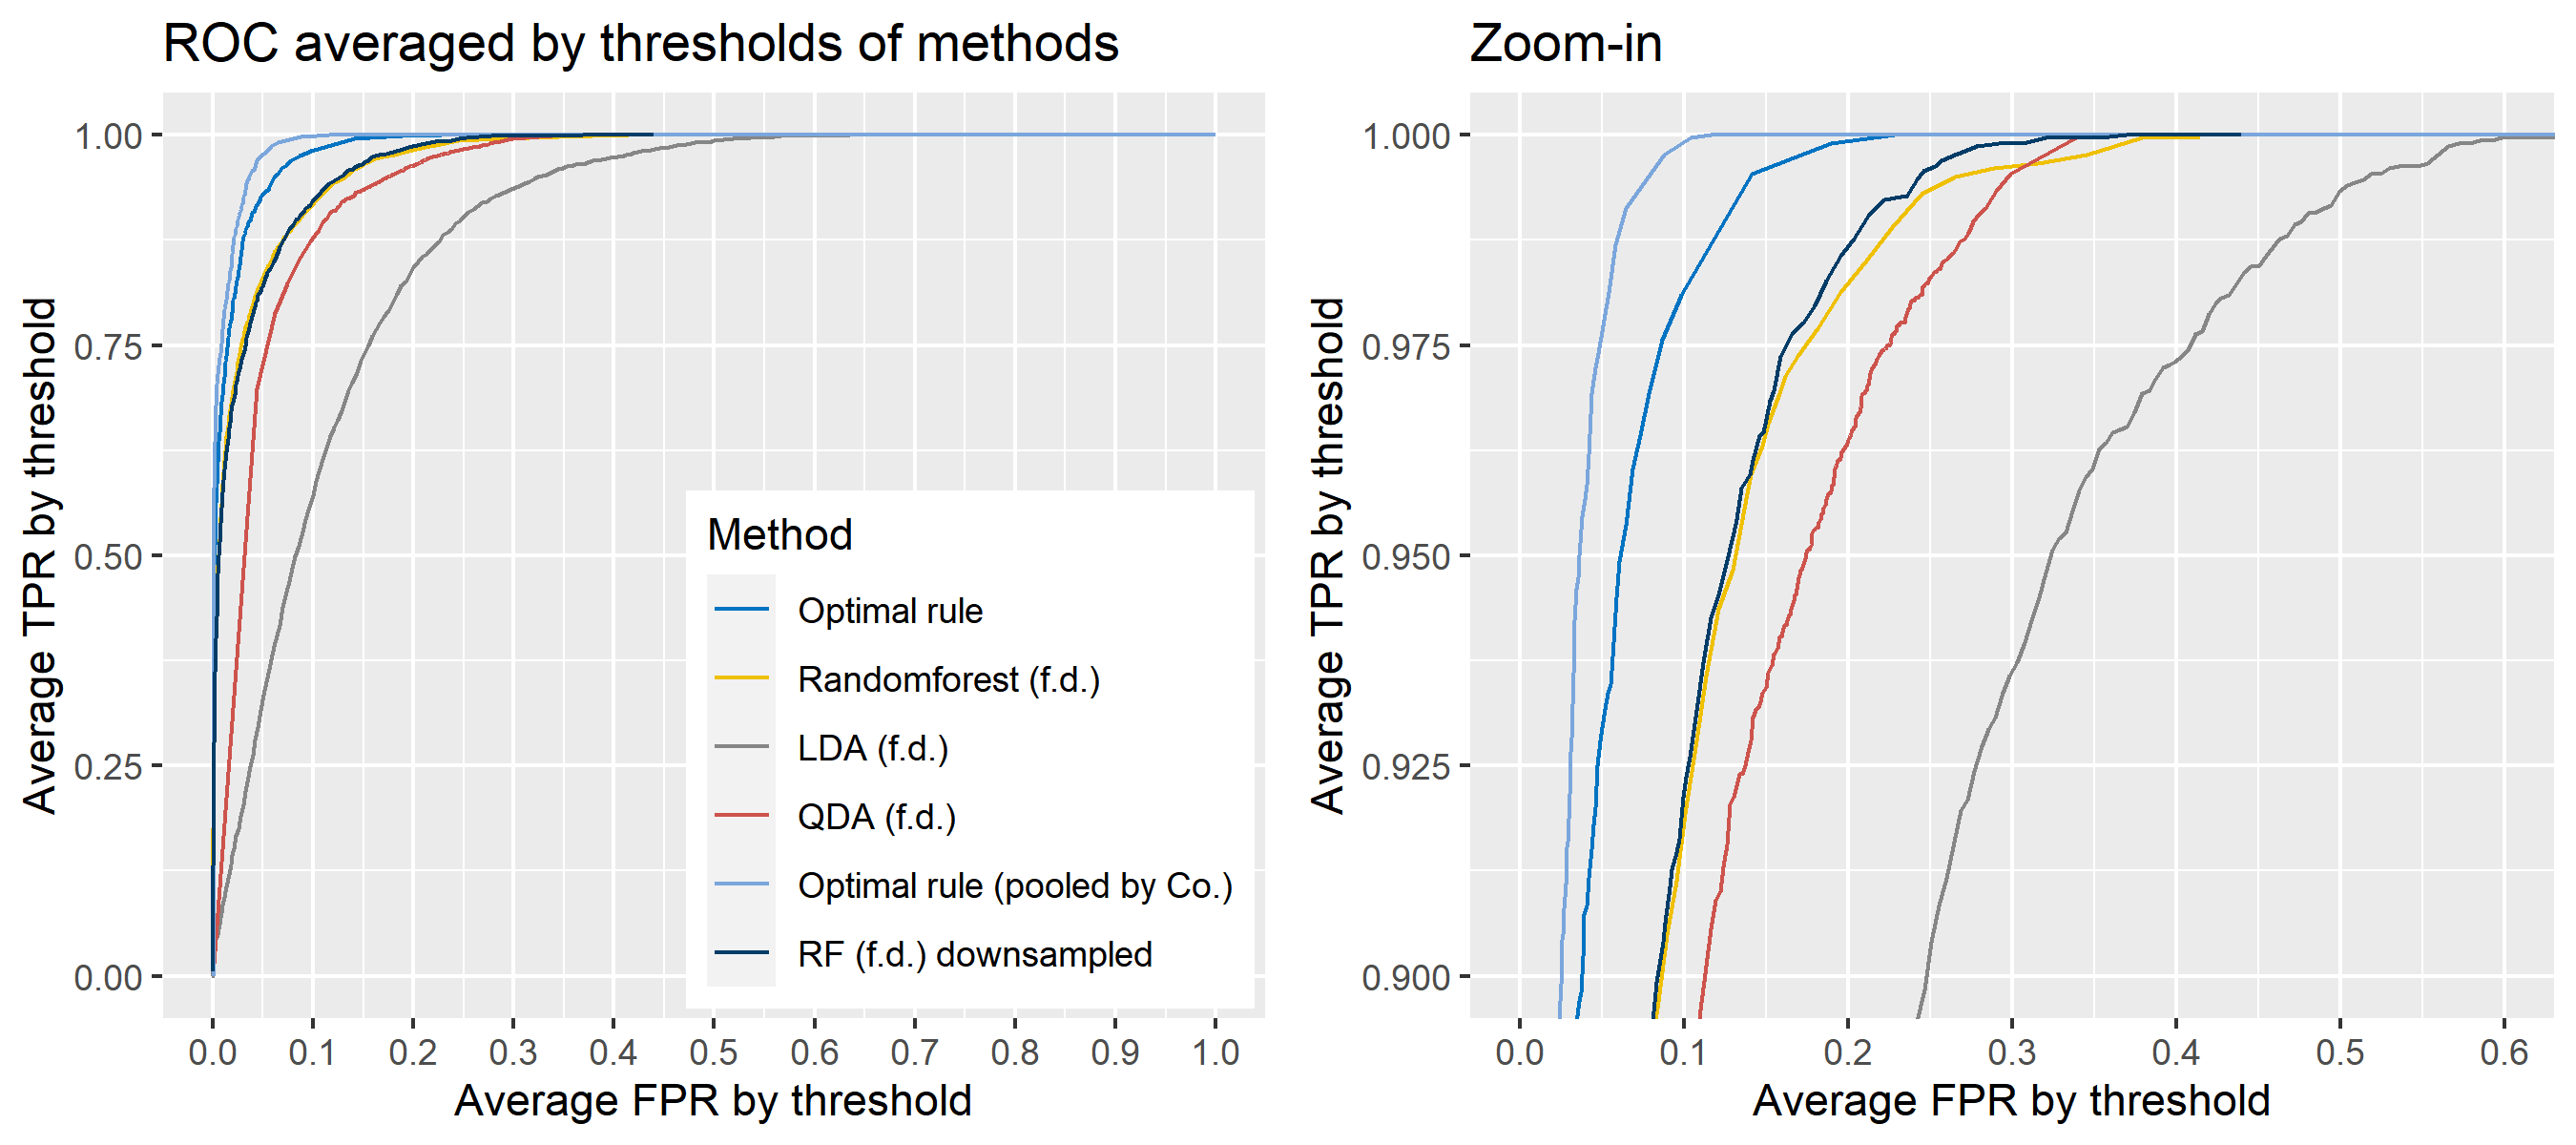 ROC averaged by thresholds of methods
Average TPR by threshold
1.00
0.75
0.50
0.25
0.00
Method
Optimal rule
Randomforest (f.d.)
LDA (f.d.)
QDA (f.d.)
Optimal rule (pooled by Co.)
RF (f.d.) downsampled
0.0 0.1 0.2 0.3 0.4 0.5 0.6 0.7 0.8 0.9 1.0
Average FPR by threshold
Zoom-in
Average TPR by threshold
1.000
0.975
0.950
0.925
0.900
0.0 0.1 0.2 0.3 0.4 0.5 0.6
Average FPR by threshold